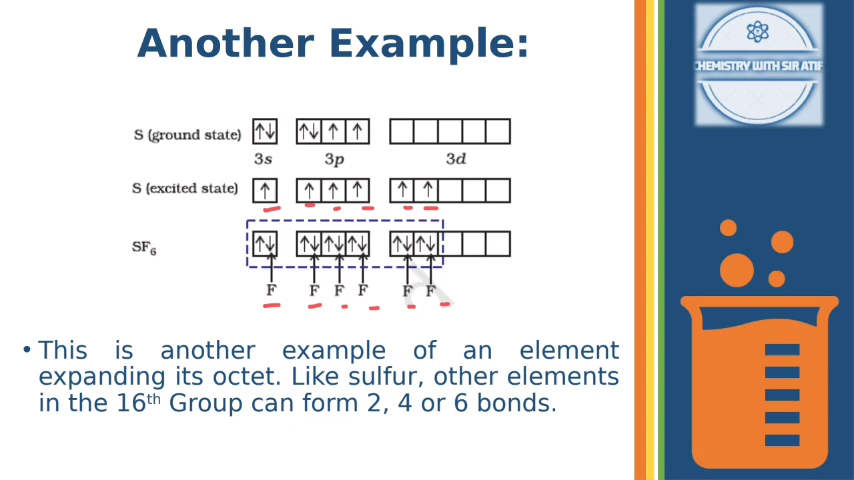 Another Example:
CHEMISTRY WITH SIR ATIF
S (ground state)
3s 3p 3d
S (excited state)
SF6
F F F F F F
• This is another example of an element
expanding its octet. Like sulfur, other elements
in the 16th Group can form 2, 4 or 6 bonds.